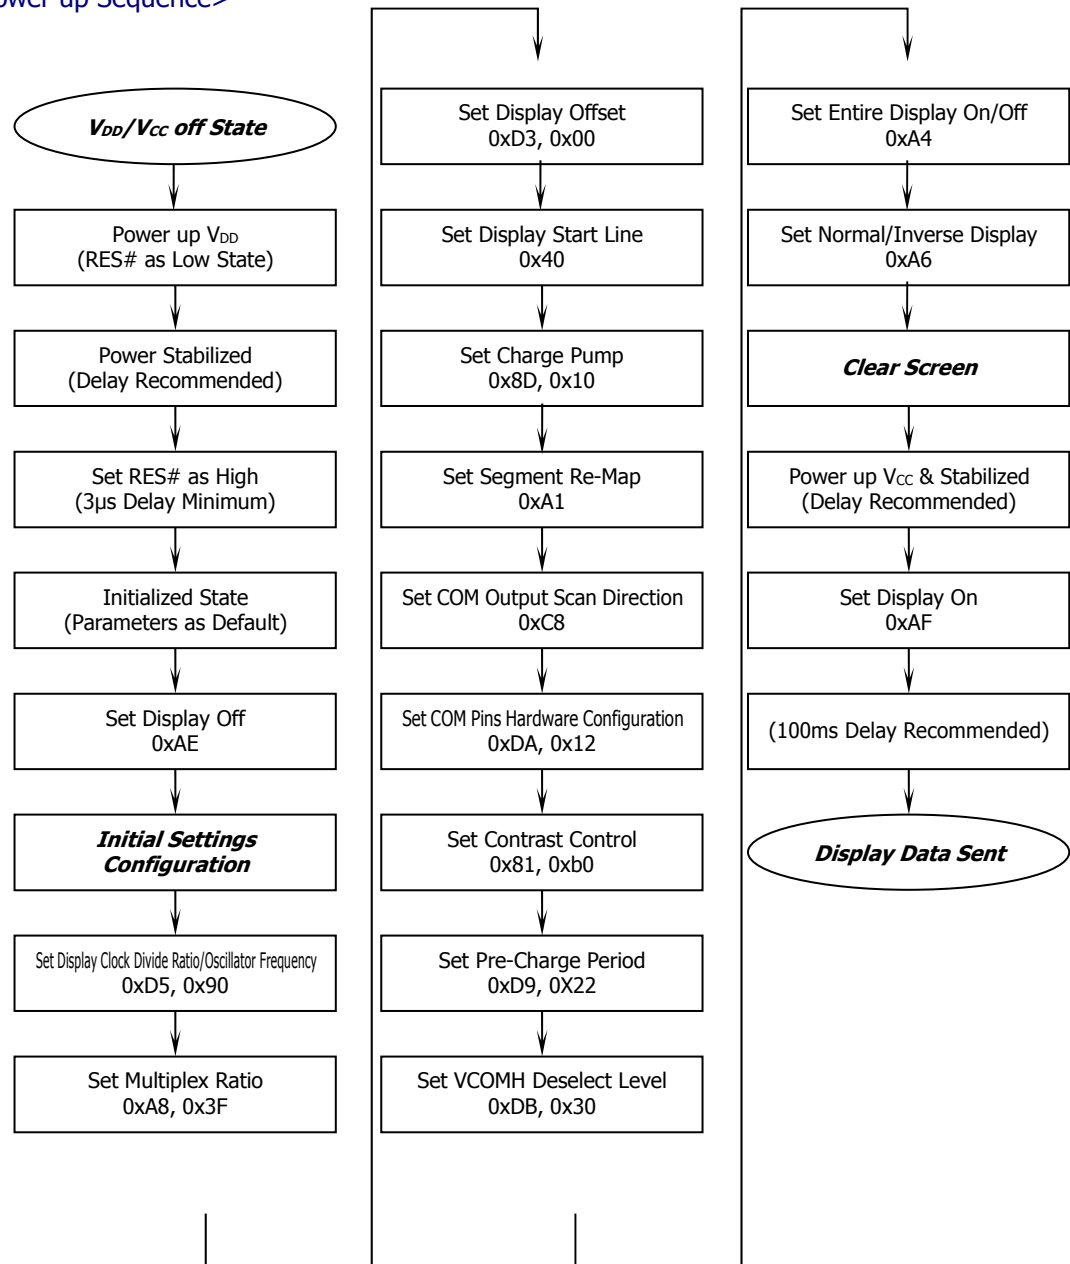 up Sequence>
VDD/VCC off State
Power up VDD
(RES# as Low State)
Power Stabilized
(Delay Recommended)
Set RES# as High
(3μs Delay Minimum)
Initialized State
(Parameters as Default)
Set Display Off
0xAE
Initial Settings
Configuration
Set Display Clock Divide Ratio/Oscillator Frequency
0xD5, 0x90
Set Multiplex Ratio
0xA8, 0x3F
Set Display Offset
0xD3, 0x00
Set Display Start Line
0x40
Set Charge Pump
0x8D, 0x10
Set Segment Re-Map
0xA1
Set COM Output Scan Direction
0xC8
Set COM Pins Hardware Configuration
0xDA, 0x12
Set Contrast Control
0x81, 0xb0
Set Pre-Charge Period
0xD9, 0X22
Set VCOMH Deselect Level
0xDB, 0x30
Set Entire Display On/Off
0xA4
Set Normal/Inverse Display
0xA6
Clear Screen
Power up VCC & Stabilized
(Delay Recommended)
Set Display On
0xAF
(100ms Delay Recommended)
Display Data Sent